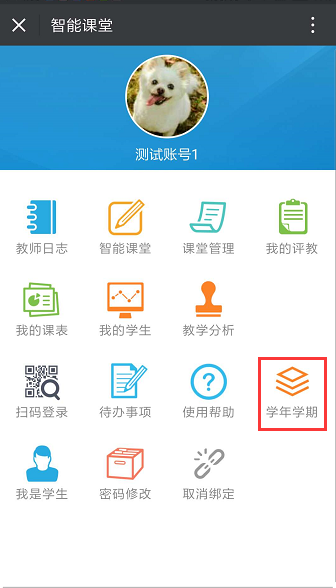 智能课堂
测试账号1
教师日志 智能课堂 课堂管理 我的评教
我的课表 我的学生 教学分析
扫码登录 待办事项 使用帮助 学年学期
我是学生 密码修改 取消绑定